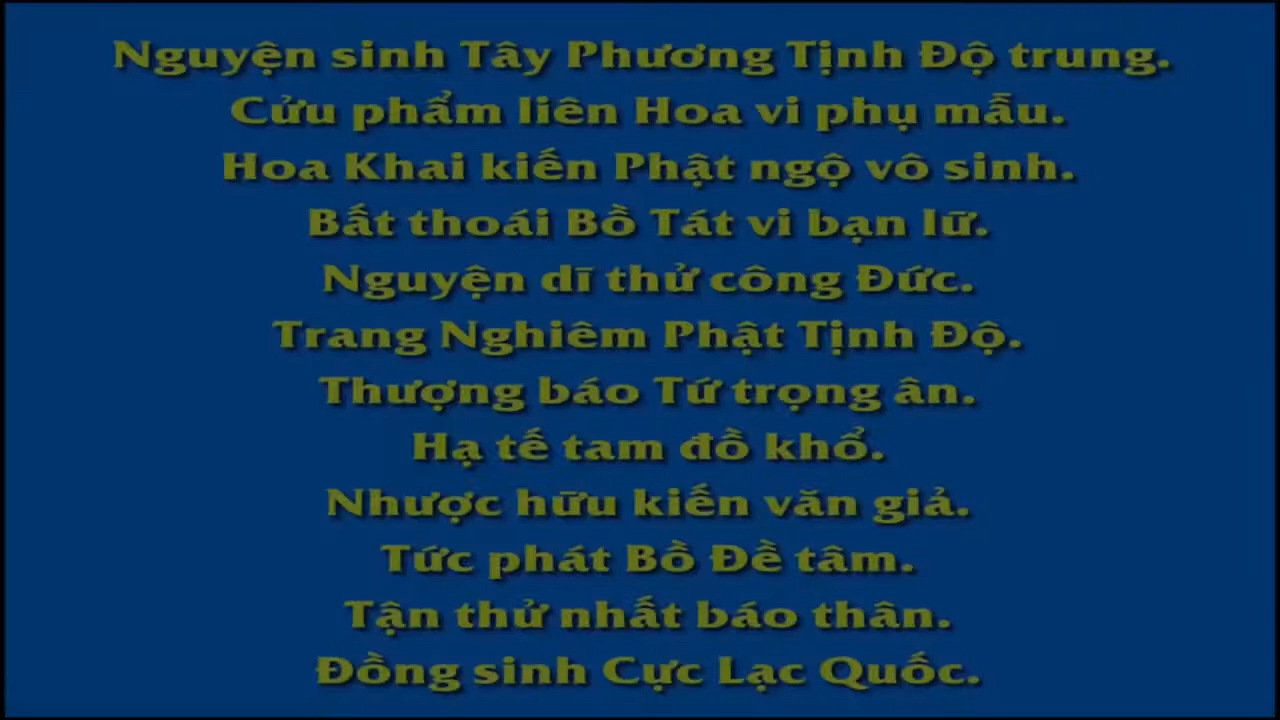 Nguyện sinh Tây Phương Tịnh Độ trung.
Cửu phẩm liên Hoa vi phụ mẫu.
Hoa Khai kiến Phật ngộ vô sinh.
Bất thoái Bồ Tát vi bạn lữ.
Nguyện dĩ thử công Đức.
Trang Nghiêm Phật Tịnh Độ.
Thượng báo Tứ trọng ân.
Hạ tế tam đồ khổ.
Nhược hữu kiến văn giả.
Tức phát Bồ Đề tâm.
Tận thử nhất báo thân.
Đồng sinh Cực Lạc Quốc.